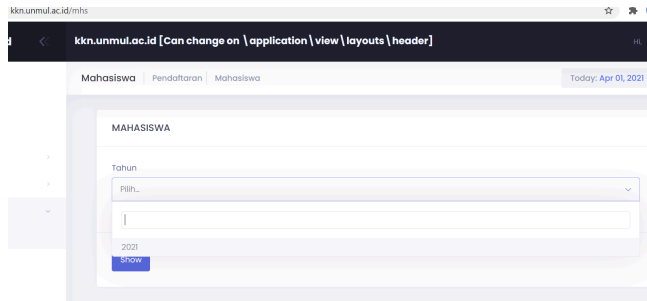 kkn.unmul.ac.id/mhs
kkn.unmul.ac.id [Can change on \application\view\layouts\header]
Hi,
Mahasiswa Pendaftaran Mahasiswa
Today: Apr 01, 2021
MAHASISWA
Tahun
Pilih...
2021
Show